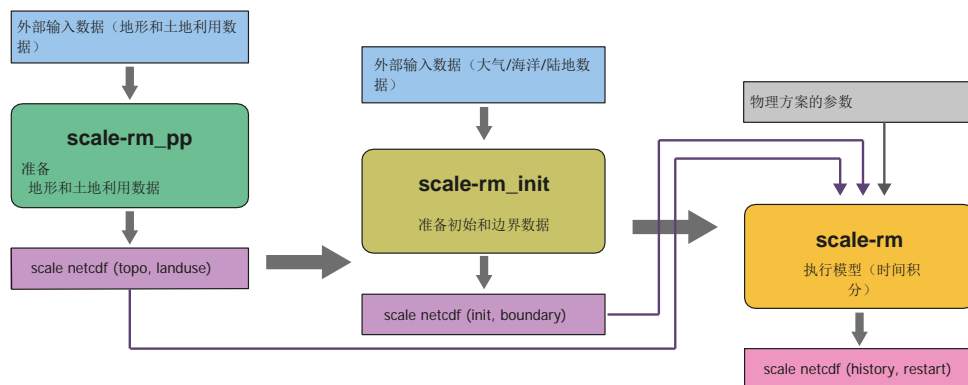 外部输入数据（地形和土地利用数
据）
scale-rm_pp
准备
地形和土地利用数据
scale netcdf (topo, landuse)
外部输入数据（大气/海洋/陆地数
据）
scale-rm_init
准备初始和边界数据
scale netcdf (init, boundary)
物理方案的参数
scale-rm
执行模型（时间积
分）
scale netcdf (history, restart)